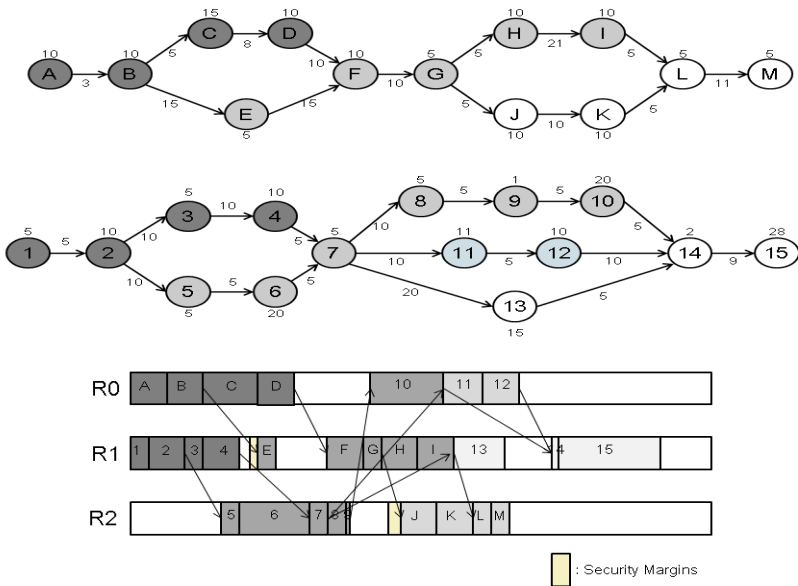 10 10 15 10 10 5 10 10 5 5
A B C D E F G H I J K L M
3 5 8 10 15 15 10 5 21 5 5 10 5 11
5 10 10
5 10 5 10 5 5 1 20 11 10 2 28
1 2 3 4 5 6 7 8 9 10 11 12 13 14 15
5 10 10 5 10 5 5 10 5 5 5 10 5 10 20 5 9
5 20 15
R0 A B C D 10 11 12
R1 1 2 3 4 E F G H I 13 14 15
R2 5 6 7 8 9 J K L M
: Security Margins